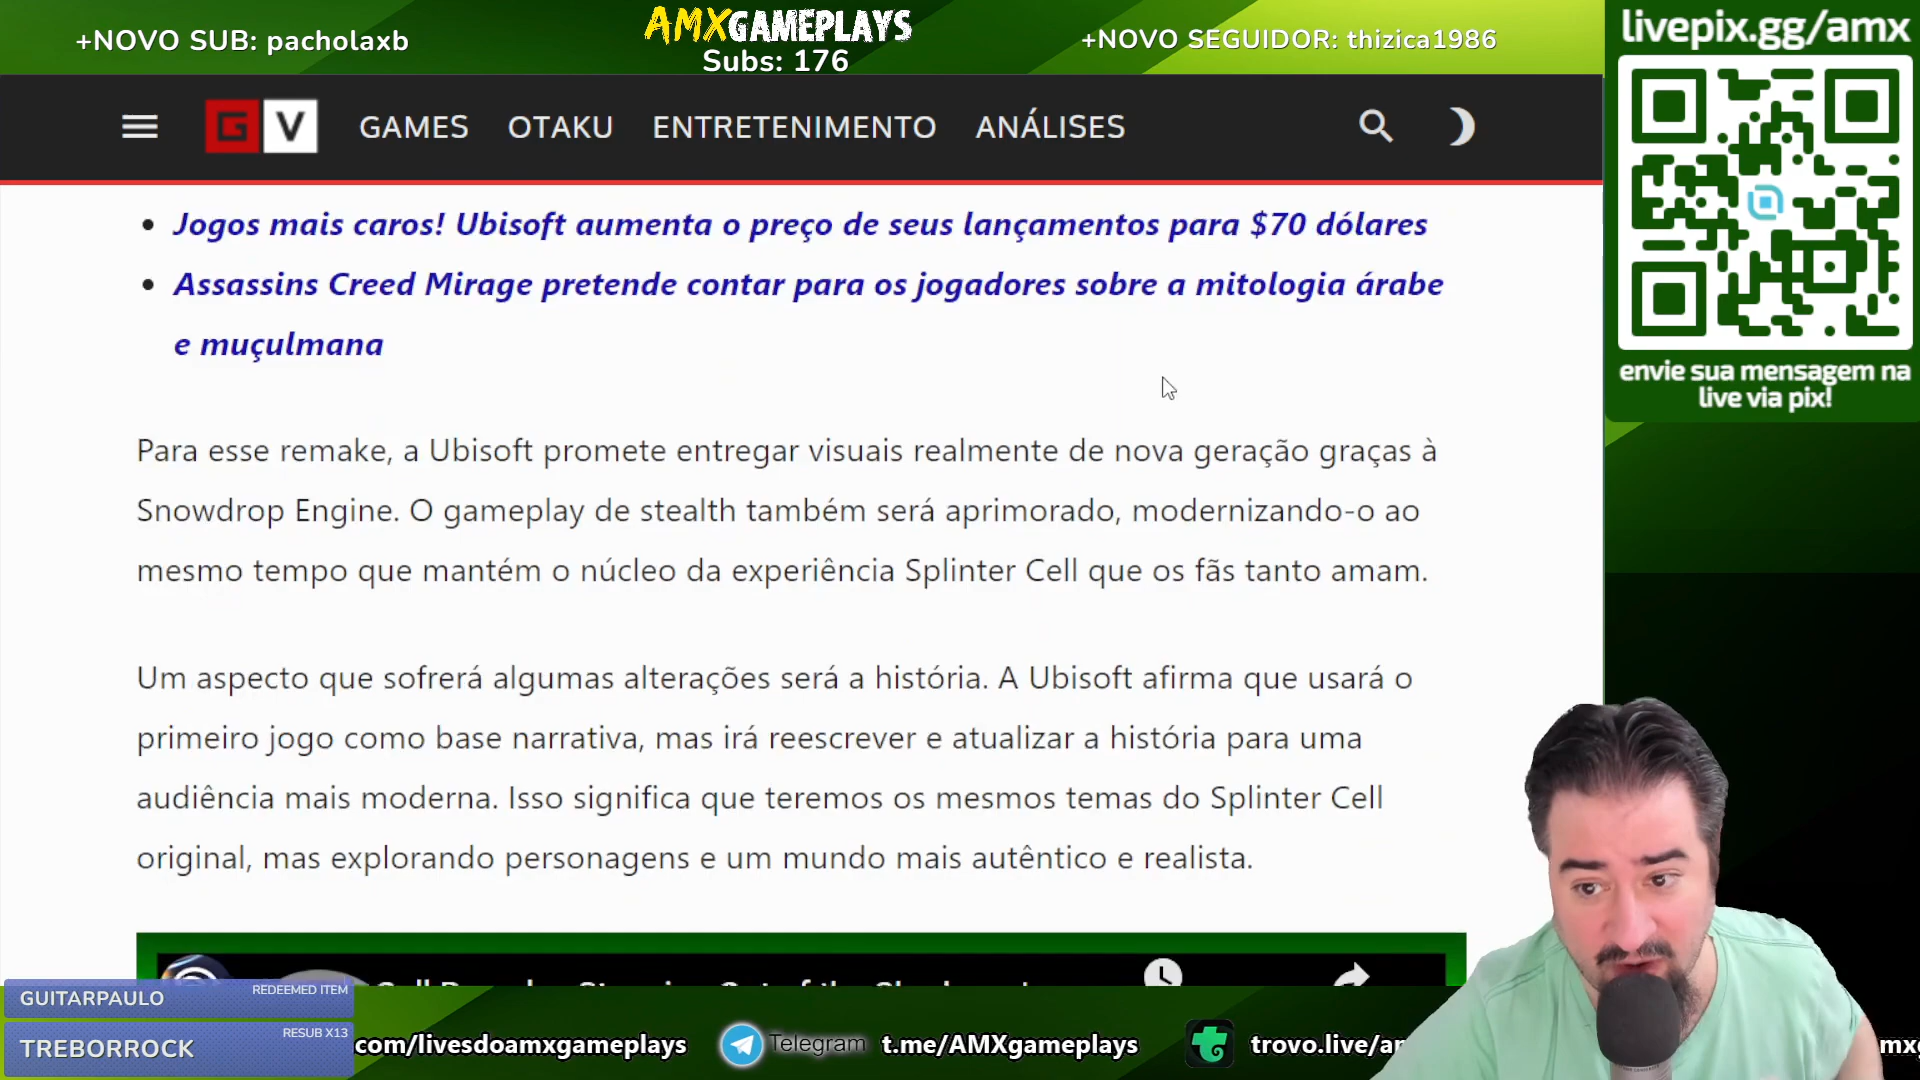 +NOVO SUB: pacholaxb
AMXGAMEPLAYS
Subs: 176
+NOVO SEGUIDOR: thizica1986
livepix.gg/amx
GV
GAMES
OTAKU
ENTRETENIMENTO
ANÁLISES
Jogos mais caros! Ubisoft aumenta o preço de seus lançamentos para $70 dólares
Assassins Creed Mirage pretende contar para os jogadores sobre a mitologia árabe
e muçulmana
envie sua mensagem na
live via pix!
Para esse remake, a Ubisoft promete entregar visuais realmente de nova geração graças à
Snowdrop Engine. O gameplay de stealth também será aprimorado, modernizando-o ao
mesmo tempo que mantém o núcleo da experiência Splinter Cell que os fãs tanto amam.
Um aspecto que sofrerá algumas alterações será a história. A Ubisoft afirma que usará o
primeiro jogo como base narrativa, mas irá reescrever e atualizar a história para uma
audiência mais moderna. Isso significa que teremos os mesmos temas do Splinter Cell
original, mas explorando personagens e um mundo mais autêntico e realista.
GUITARPAULO
REDEEMED ITEM
TREBORROCK
RESUB X13
com/livesdoamxgameplays
Telegram
t.me/AMXgameplays
trovo.live/a